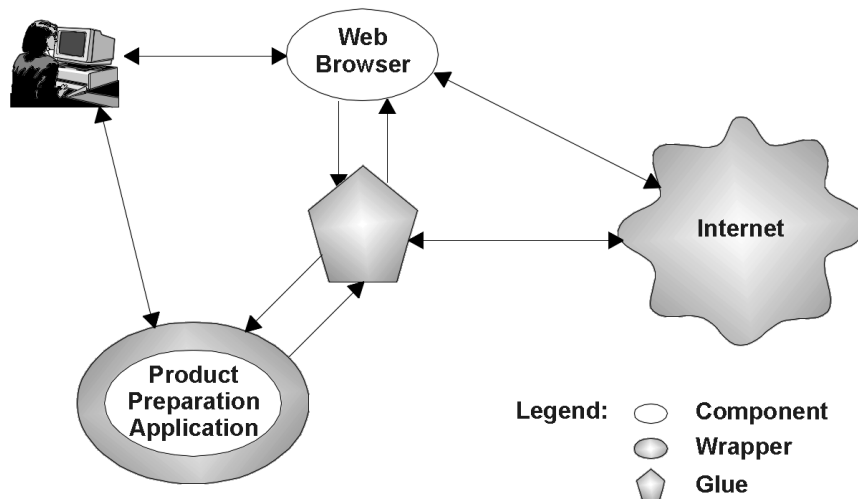 Web
Browser
Internet
Product
Preparation
Application
Legend:
Component
Wrapper
Glue